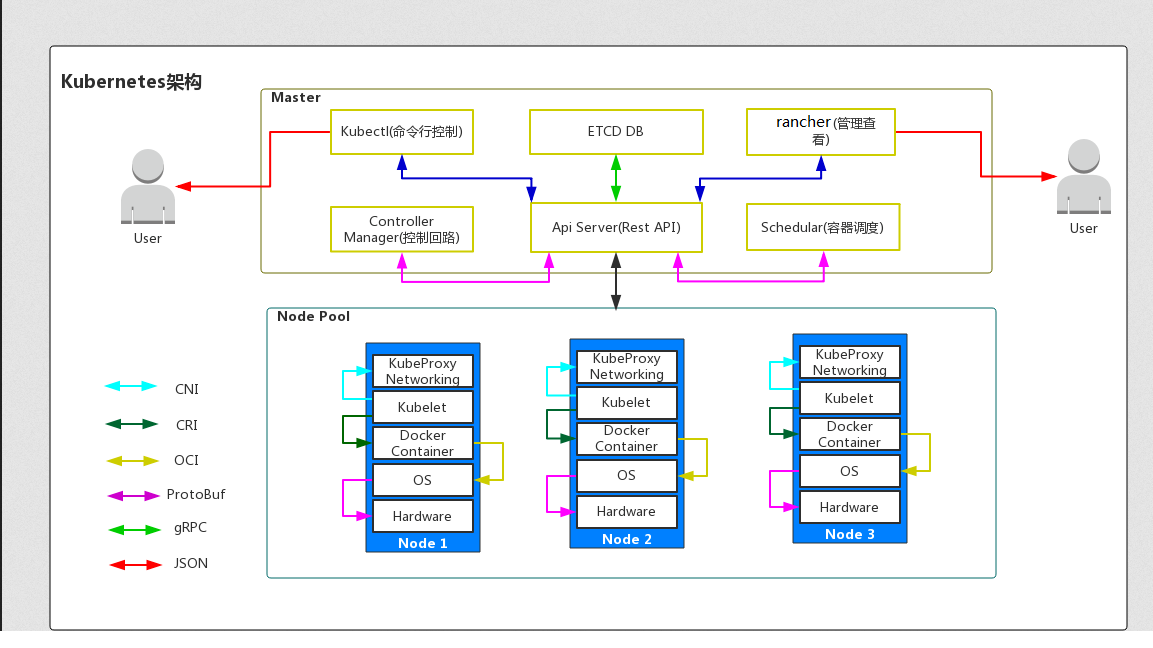 Kubernetes架构
Master
Kubectl(命令行控制)
ETCD DB
rancher(管理查
看)
User
User
Controller
Manager(控制回路)
Api Server(Rest API)
Schedular(容器调度)
Node Pool
KubeProxy
Networking
Kubelet
Docker
Container
OS
Hardware
Node 1
KubeProxy
Networking
Kubelet
Docker
Container
OS
Hardware
Node 2
KubeProxy
Networking
Kubelet
Docker
Container
OS
Hardware
Node 3
CNI
CRI
OCI
ProtoBuf
gRPC
JSON